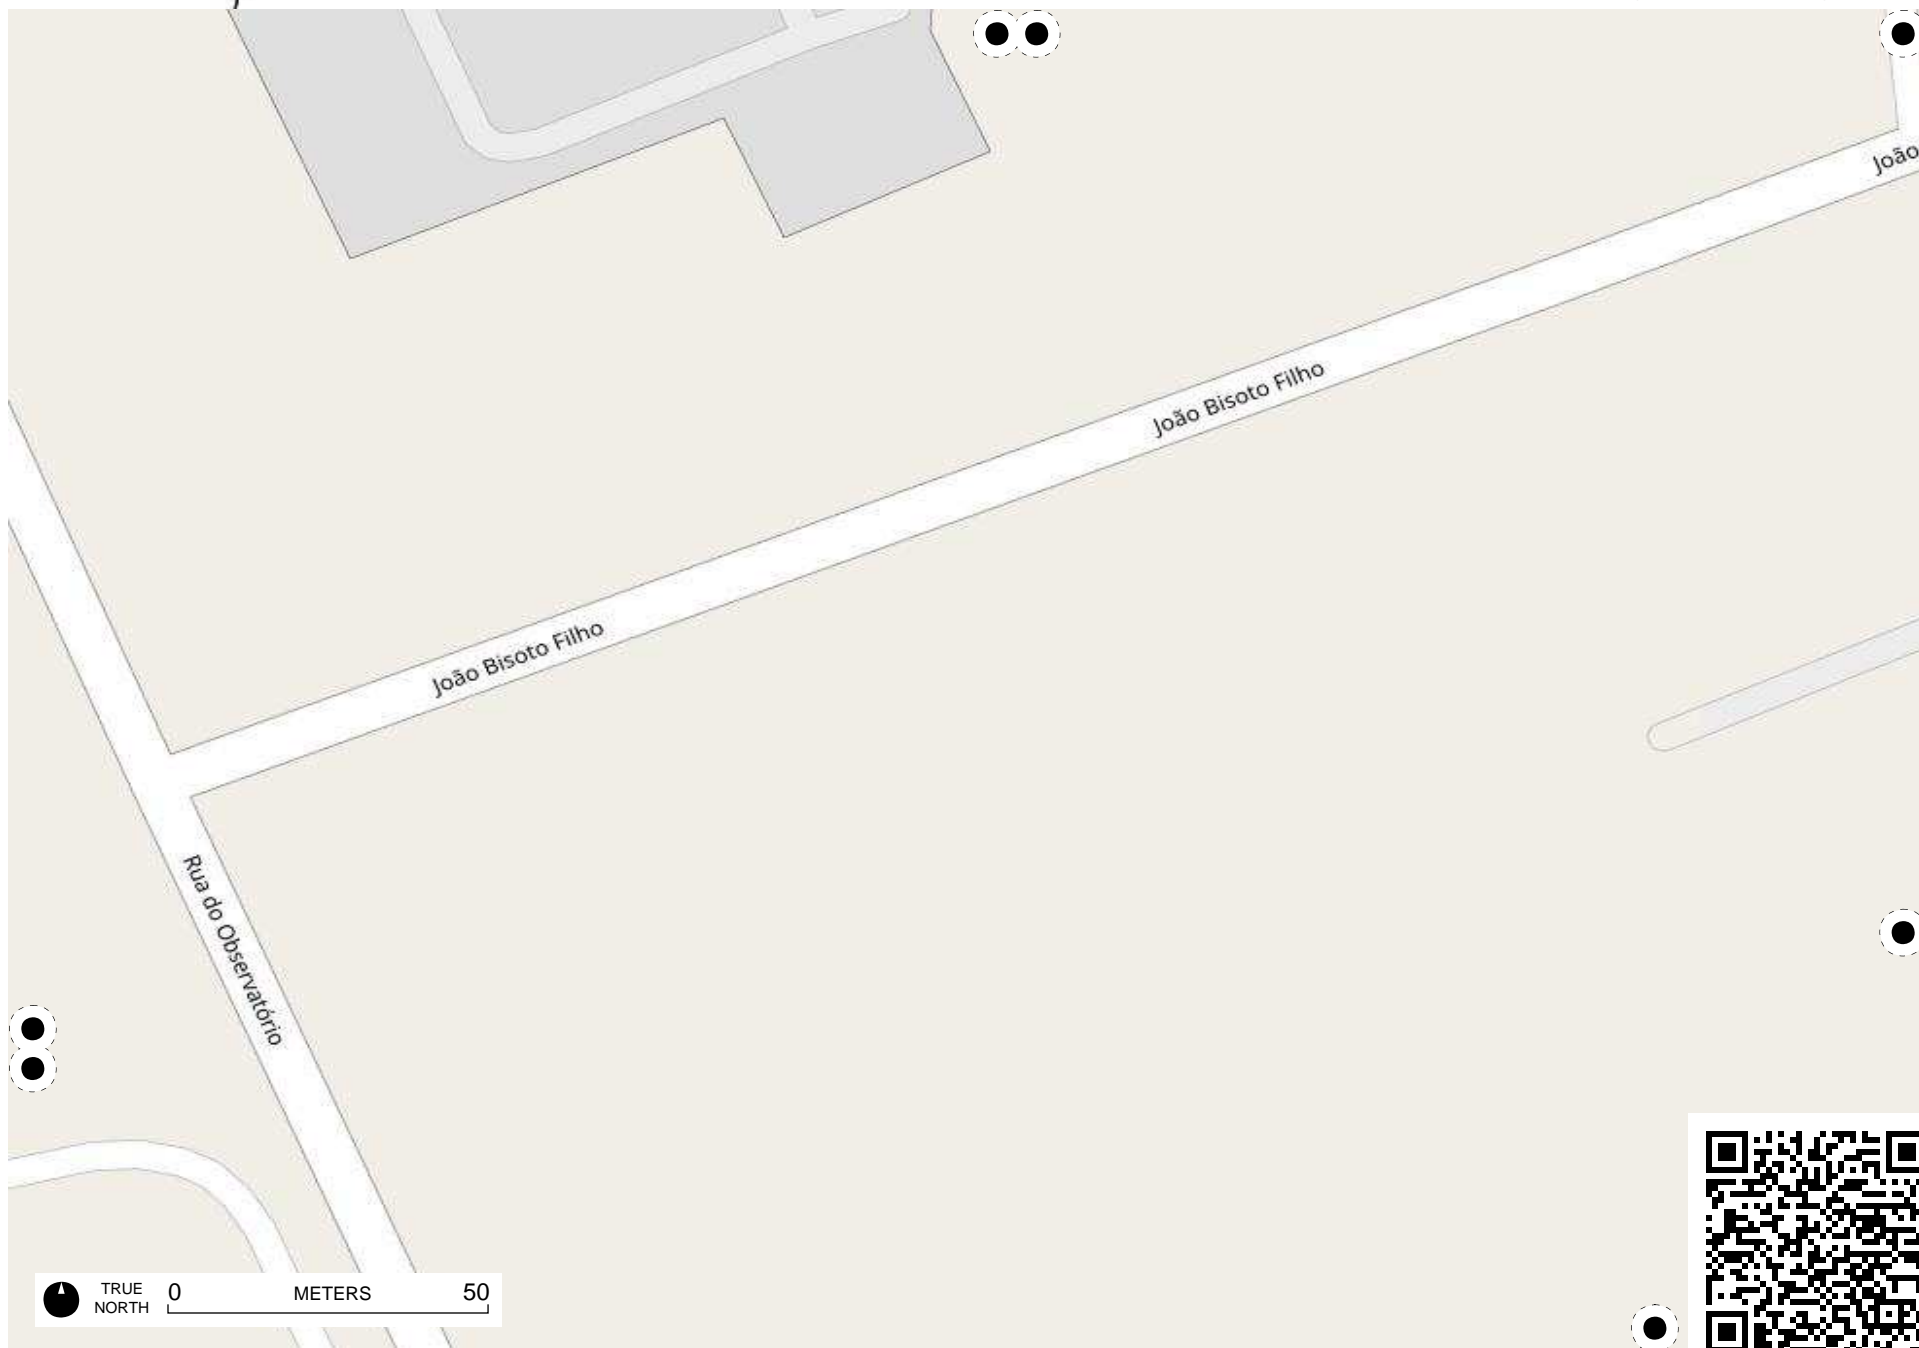 João
João Bisoto Filho
João Bisoto Filho
Rua do Observatório
TRUE NORTH
0 METERS 50